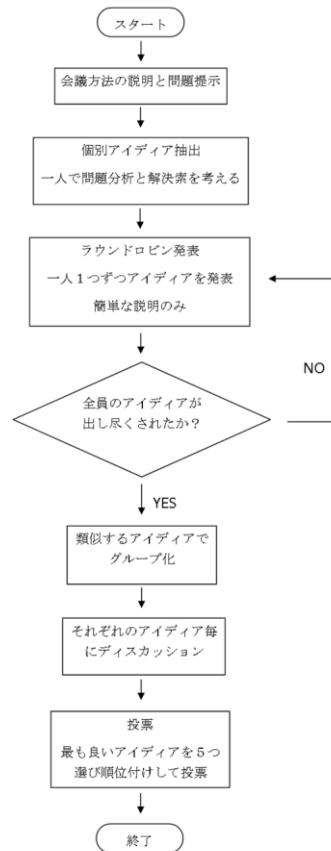 スタート
会議方法の説明と問題提示
個別アイディア抽出
一人で問題分析と解決索を考える
ラウンドロビン発表
一人１つずつアイディアを発表
簡単な説明のみ
NO
全員のアイディアが
出し尽くされたか？
YES
類似するアイディアで
グループ化
それぞれのアイディア毎
にディスカッション
投票
最も良いアイディアを５つ
選び順位付けして投票
終了